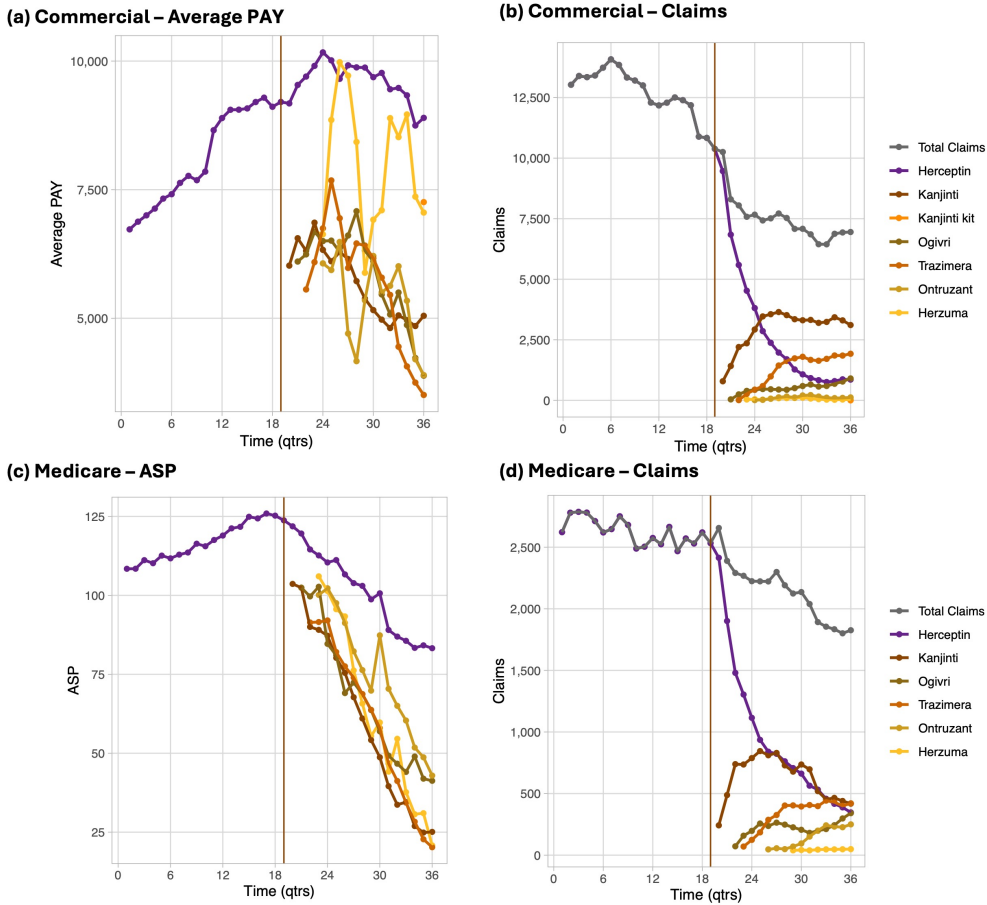 (a) Commercial – Average PAY
10,000
7,500
5,000
Average PAY
0 6 12 18 24 30 36
Time (qtrs)
(b) Commercial – Claims
12,500
10,000
7,500
5,000
2,500
0
Claims
0 6 12 18 24 30 36
Time (qtrs)
Total Claims
Herceptin
Kanjinti
Kanjinti kit
Ogivri
Trazimera
Ontruzant
Herzuma
(c) Medicare – ASP
125
100
75
50
25
ASP
0 6 12 18 24 30 36
Time (qtrs)
(d) Medicare – Claims
2,500
2,000
1,500
1,000
500
0
Claims
0 6 12 18 24 30 36
Time (qtrs)
Total Claims
Herceptin
Kanjinti
Ogivri
Trazimera
Ontruzant
Herzuma